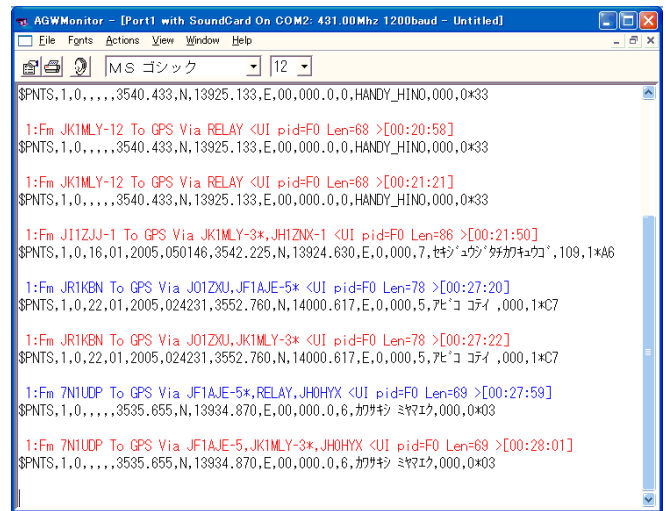 AGWMonitor - [Port1 with SoundCard On COM2: 431.00Mhz 1200baud - Untitled]
File Fonts Actions View Window Help
MS ゴシック 12
$PNTS,1,0,,,,,3540.433,N,13925.133,E,00,000.0,0,HANDY_HINO,000,0*33
1:Fm JK1MLY-12 To GPS Via RELAY <UI pid=F0 Len=68 >[00:20:58]
$PNTS,1,0,,,,,3540.433,N,13925.133,E,00,000.0,0,HANDY_HINO,000,0*33
1:Fm JK1MLY-12 To GPS Via RELAY <UI pid=F0 Len=68 >[00:21:21]
$PNTS,1,0,,,,,3540.433,N,13925.133,E,00,000.0,0,HANDY_HINO,000,0*33
1:Fm JI1ZJJ-1 To GPS Via JK1MLY-3*,JH1ZNX-1 <UI pid=F0 Len=86 >[00:21:50]
$PNTS,1,0,16,01,2005,050146,3542.225,N,13924.630,E,0,000,7,ｾｷｼﾞｭｳｼﾞﾀﾁｶﾜｷｭｳｺﾞ,109,1*A6
1:Fm JR1KBN To GPS Via JO1ZXU,JF1AJE-5* <UI pid=F0 Len=78 >[00:27:20]
$PNTS,1,0,22,01,2005,024231,3552.760,N,14000.617,E,0,000,5,ｱﾋﾞｺ ｺﾃｲ ,000,1*C7
1:Fm JR1KBN To GPS Via JO1ZXU,JK1MLY-3* <UI pid=F0 Len=78 >[00:27:22]
$PNTS,1,0,22,01,2005,024231,3552.760,N,14000.617,E,0,000,5,ｱﾋﾞｺ ｺﾃｲ ,000,1*C7
1:Fm 7N1UDP To GPS Via JF1AJE-5*,RELAY,JH0HYX <UI pid=F0 Len=69 >[00:27:59]
$PNTS,1,0,,,,,3535.655,N,13934.870,E,00,000.0,6,ｶﾜｻｷｼ ﾐﾔﾏｴｸ,000,0*03
1:Fm 7N1UDP To GPS Via JF1AJE-5,JK1MLY-3*,JH0HYX <UI pid=F0 Len=69 >[00:28:01]
$PNTS,1,0,,,,,3535.655,N,13934.870,E,00,000.0,6,ｶﾜｻｷｼ ﾐﾔﾏｴｸ,000,0*03